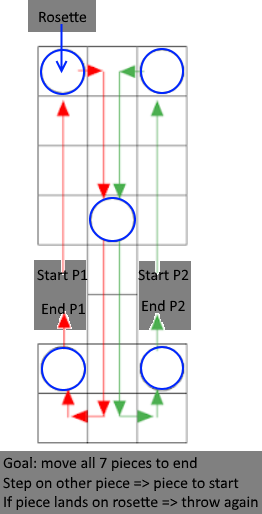 Rosette
Start P1
Start P2
End P1
End P2
Goal: move all 7 pieces to end
Step on other piece => piece to start
If piece lands on rosette => throw again